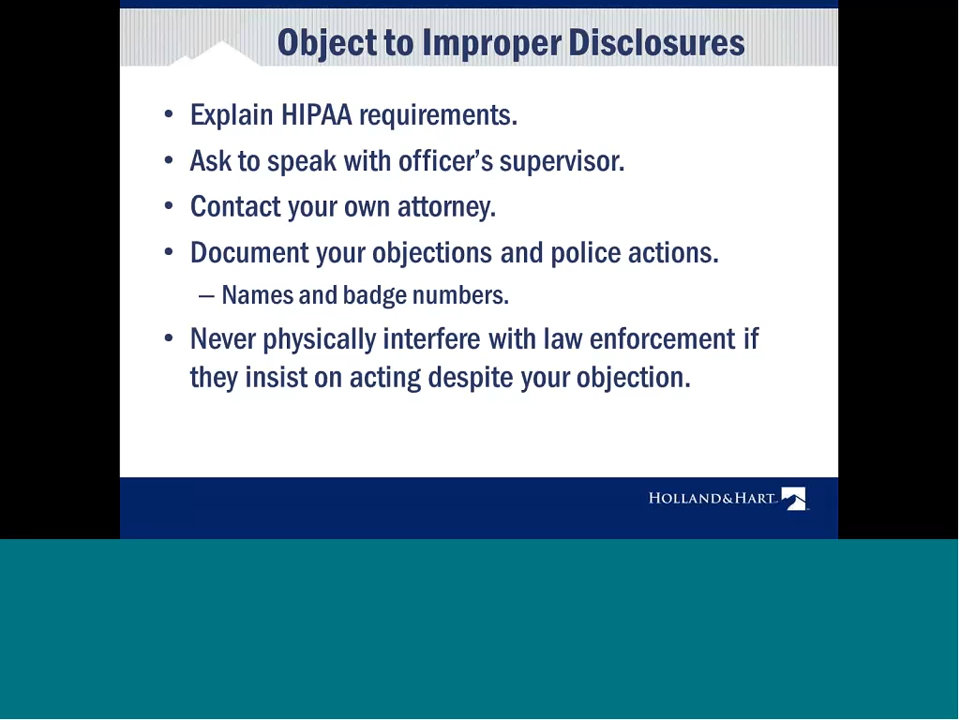 Object to Improper Disclosures
• Explain HIPAA requirements.
• Ask to speak with officer's supervisor.
• Contact your own attorney.
• Document your objections and police actions.
– Names and badge numbers.
• Never physically interfere with law enforcement if
they insist on acting despite your objection.
HOLLAND&HART